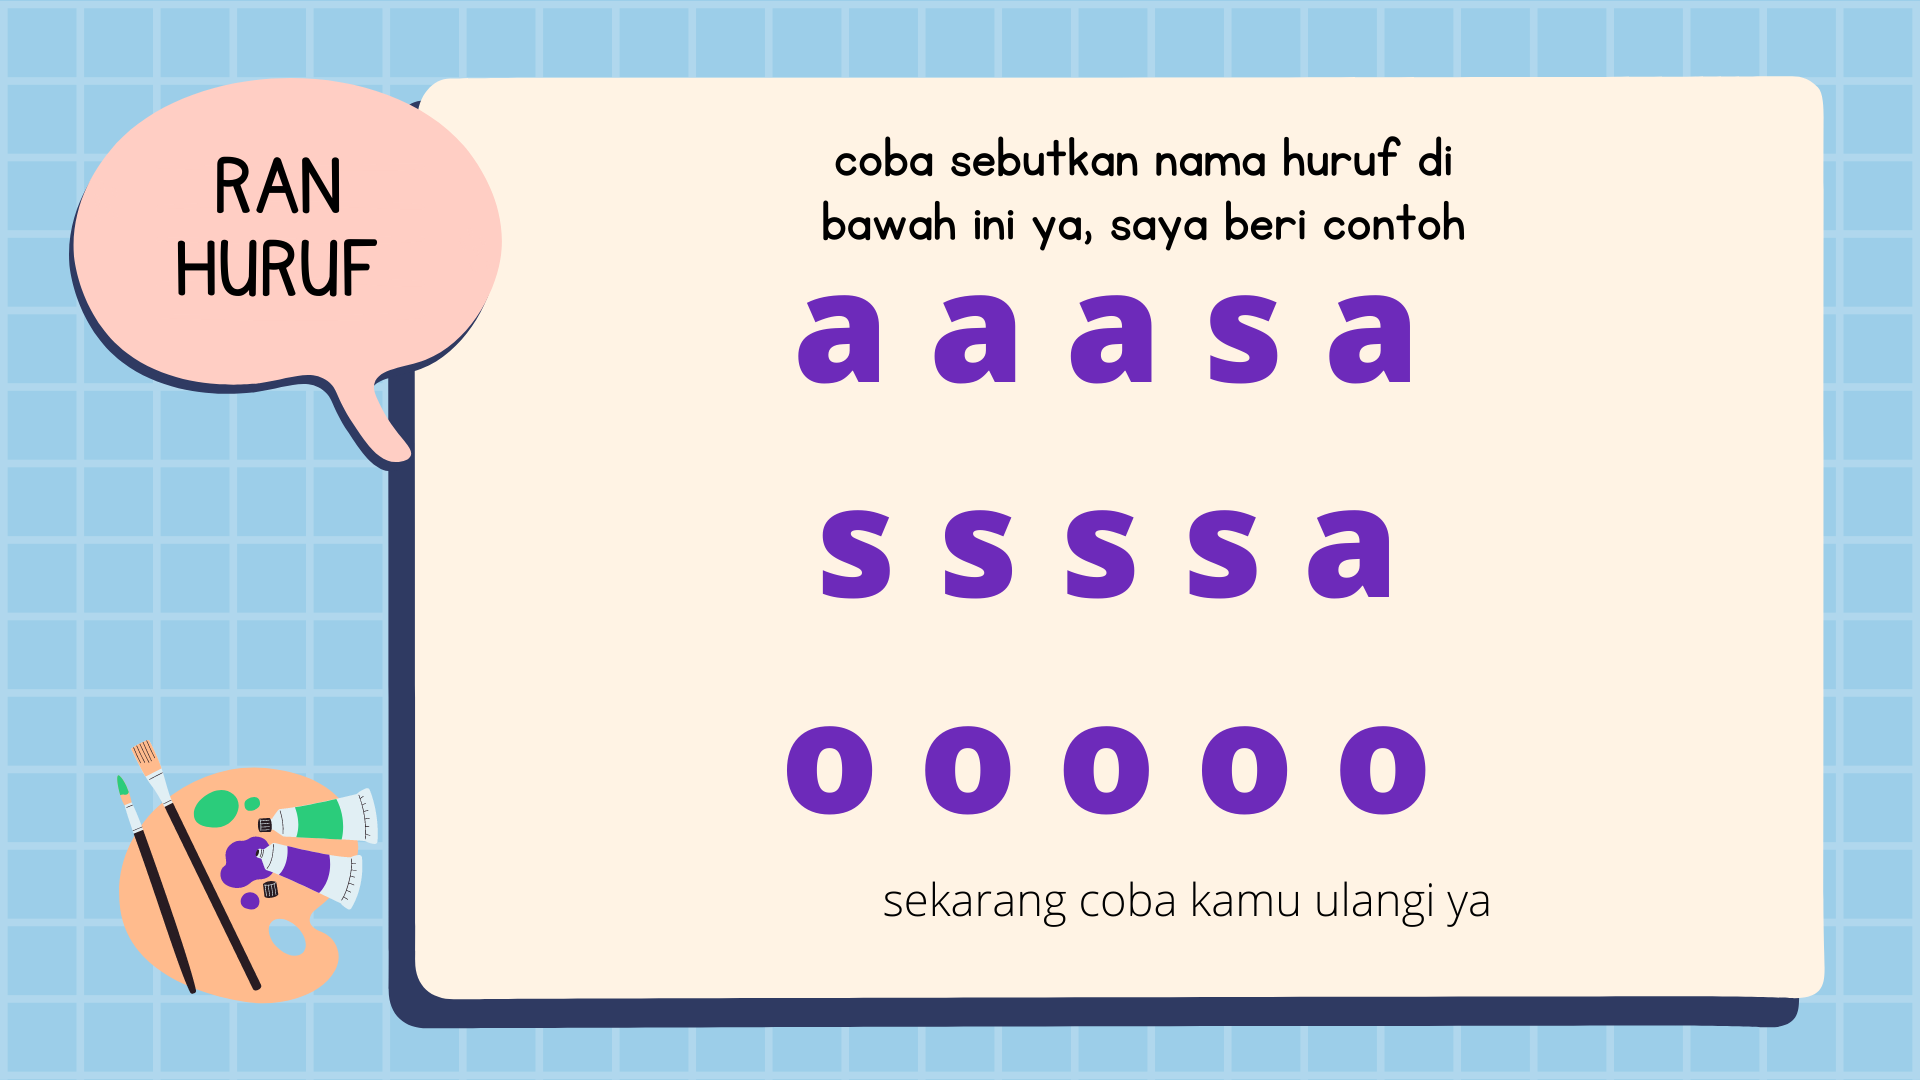 RAN
HURUF
coba sebutkan nama huruf di
bawah ini ya, saya beri contoh
a a a s a
s s s s a
o o o o o
sekarang coba kamu ulangi ya